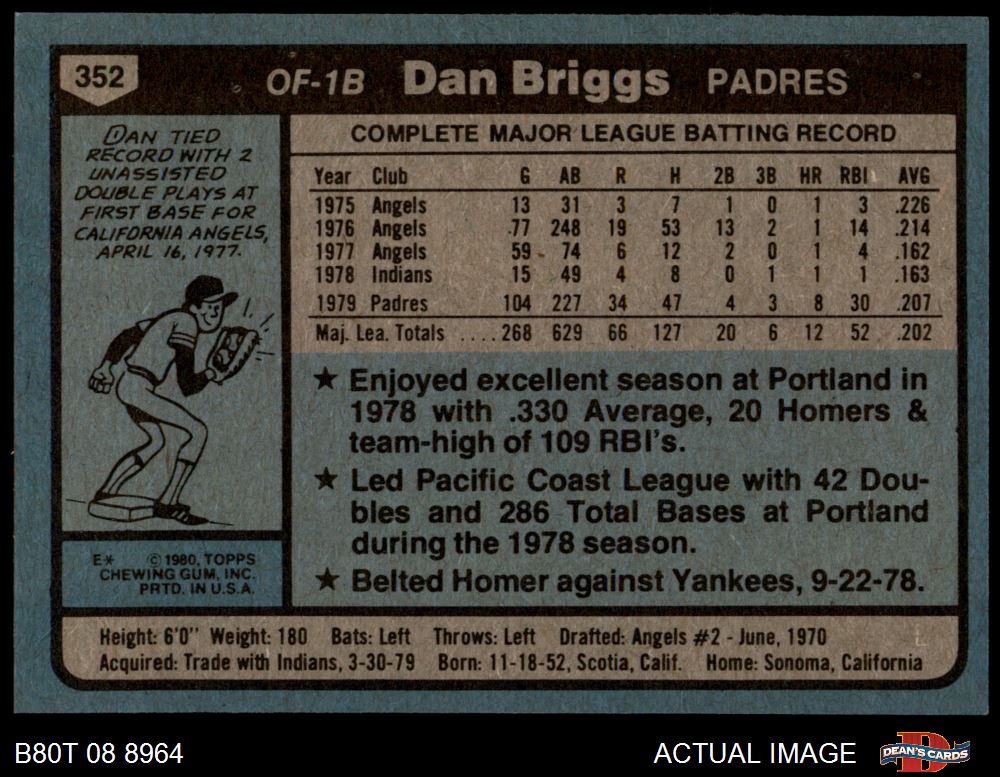 352 OF-1B Dan Briggs PADRES
DAN TIED
RECORD WITH 2
UNASSISTED
DOUBLE PLAYS AT
FIRST BASE FOR
CALIFORNIA ANGELS,
APRIL 16, 1977.
COMPLETE MAJOR LEAGUE BATTING RECORD
Year Club G AB R H 2B 3B HR RBI AVG
1975 Angels 13 31 3 7 1 0 1 3 .226
1976 Angels 77 248 19 53 13 2 1 14 .214
1977 Angels 59 74 6 12 2 0 1 4 .162
1978 Indians 15 49 4 8 0 1 1 1 .163
1979 Padres 104 227 34 47 4 3 8 30 .207
Maj. Lea. Totals ....268 629 66 127 20 6 12 52 .202
★ Enjoyed excellent season at Portland in
1978 with .330 Average, 20 Homers &
team-high of 109 RBI's.
★ Led Pacific Coast League with 42 Dou-
bles and 286 Total Bases at Portland
during the 1978 season.
★ Belted Homer against Yankees, 9-22-78.
E* © 1980, TOPPS
CHEWING GUM, INC.
PRTD. IN U.S.A.
Height: 6'0" Weight: 180 Bats: Left Throws: Left Drafted: Angels #2 - June, 1970
Acquired: Trade with Indians, 3-30-79 Born: 11-18-52, Scotia, Calif. Home: Sonoma, California
B80T 08 8964 ACTUAL IMAGE DEAN'S CARDS